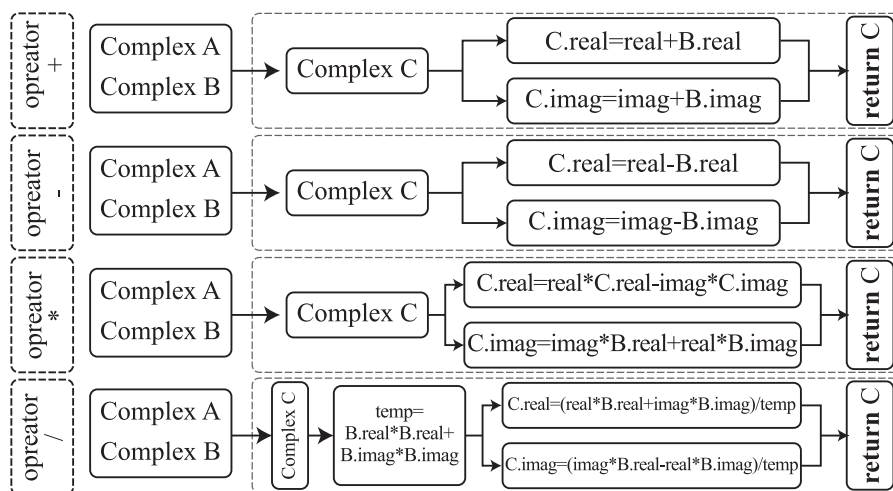 opreator
+
Complex A
Complex B
Complex C
C.real=real+B.real
C.imag=imag+B.imag
return C
opreator
-
Complex A
Complex B
Complex C
C.real=real-B.real
C.imag=imag-B.imag
return C
opreator
*
Complex A
Complex B
Complex C
C.real=real*C.real-imag*C.imag
C.imag=imag*B.real+real*B.imag
return C
opreator
/
Complex A
Complex B
Complex C
temp=
B.real*B.real+
B.imag*B.imag
C.real=(real*B.real+imag*B.imag)/temp
C.imag=(imag*B.real-real*B.imag)/temp
return C